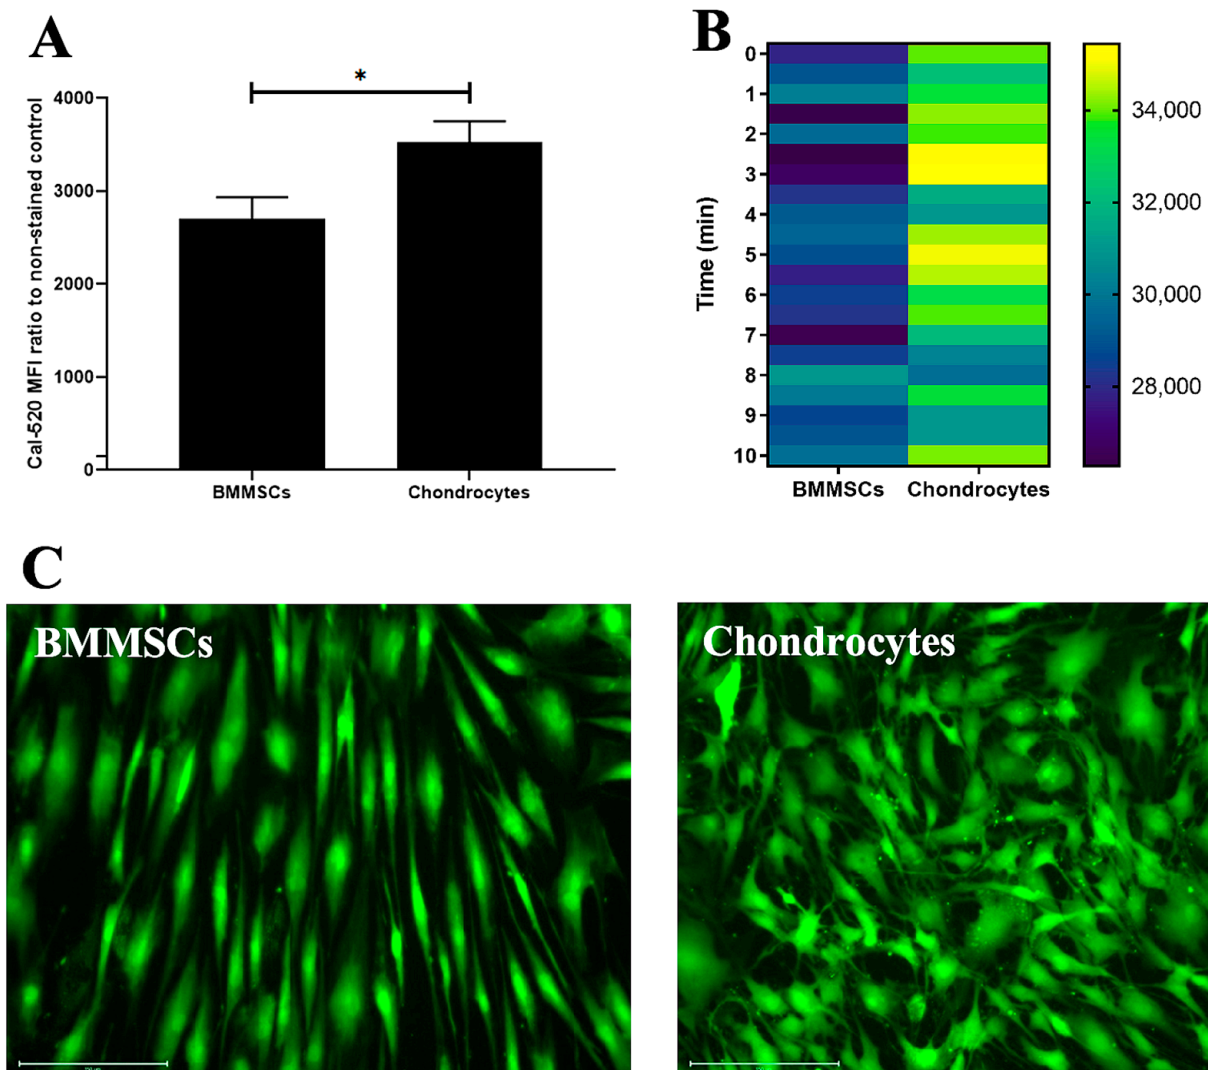 A
Cal-520 MFI ratio to non-stained control
4000
3000
2000
1000
0
*
BMMSCs
Chondrocytes
B
Time (min)
0
1
2
3
4
5
6
7
8
9
10
BMMSCs
Chondrocytes
34,000
32,000
30,000
28,000
C
BMMSCs
Chondrocytes